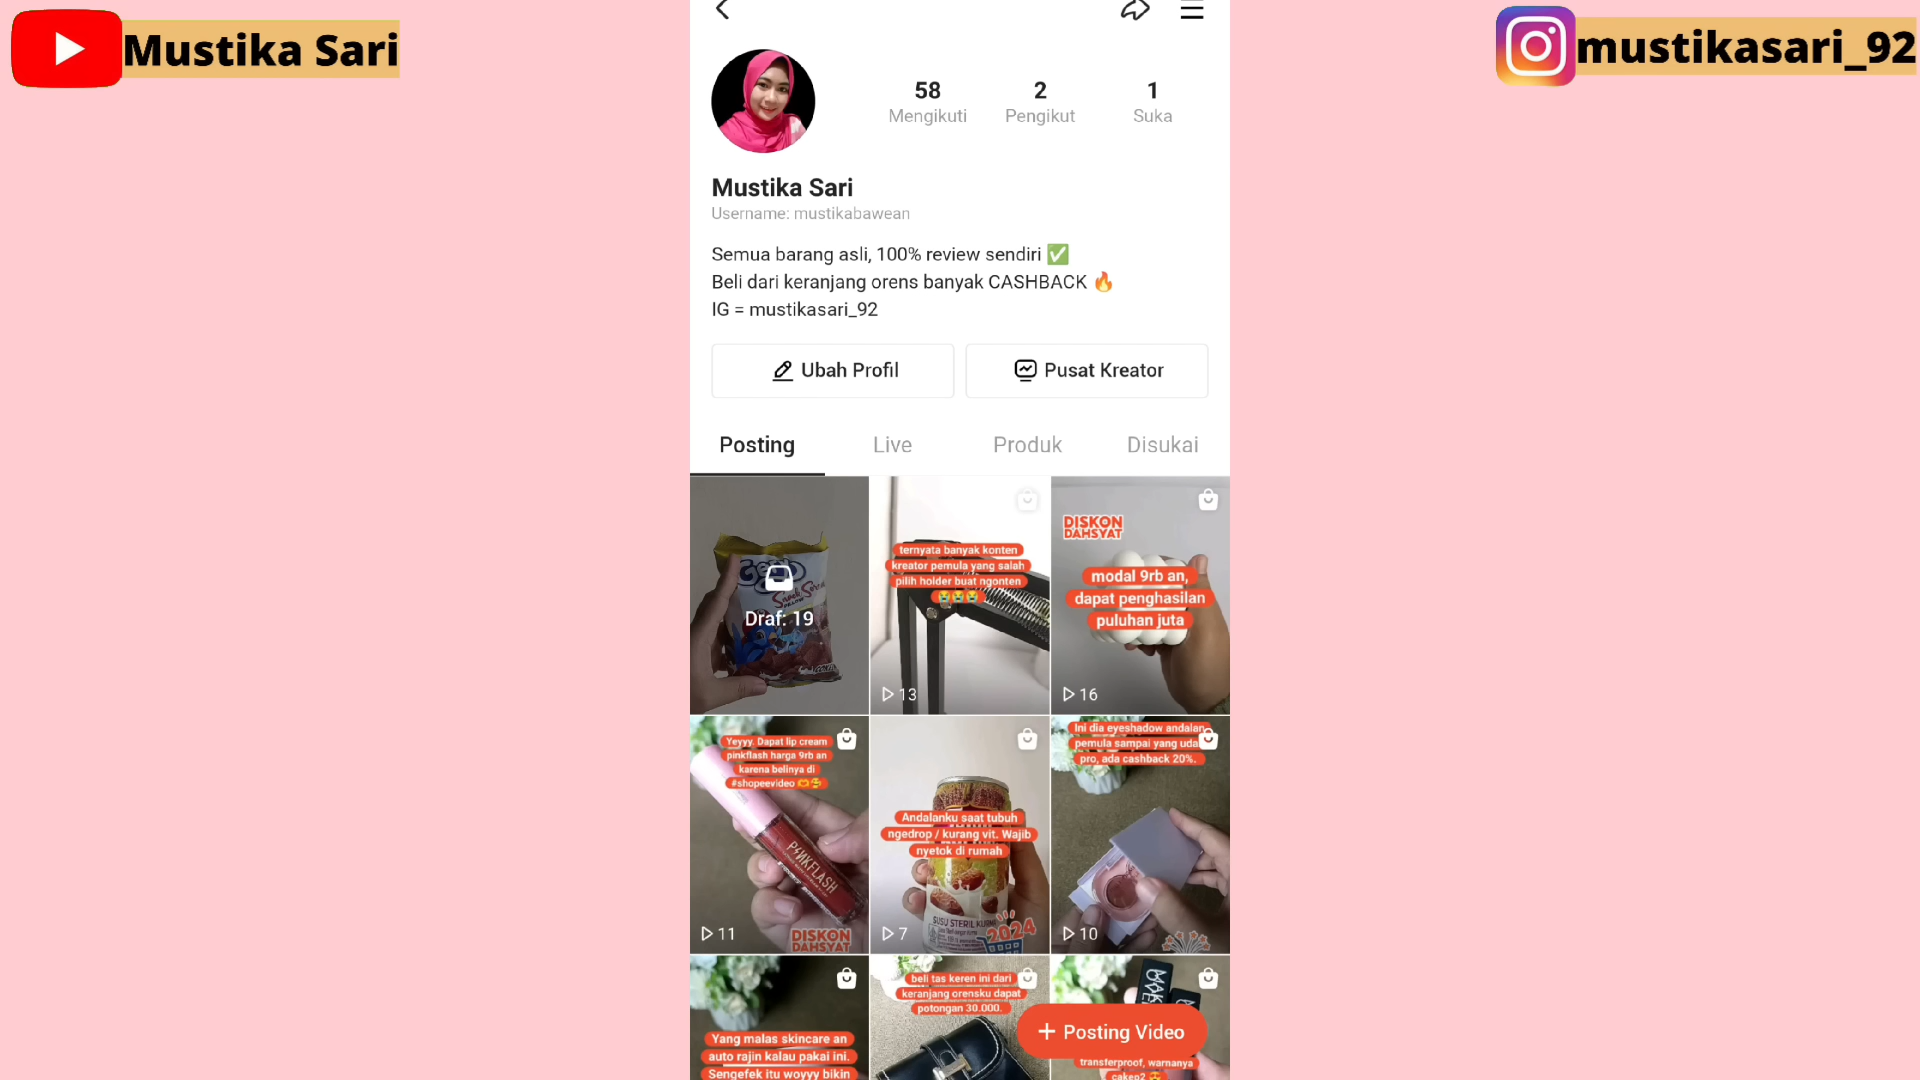 Mustika Sari
mustikasari_92
58
Mengikuti
2
Pengikut
1
Suka
Mustika Sari
Username: mustikabawean
Semua barang asli, 100% review sendiri ✅
Beli dari keranjang orens banyak CASHBACK 🔥
IG = mustikasari_92
Ubah Profil
Pusat Kreator
Posting
Live
Produk
Disukai
Draf: 19
ternyata banyak konten
kreator pemula yang salah
pilih holder buat ngonten
😭😭😭
13
DISKON
DAHSYAT
modal 9rb an,
dapat penghasilan
puluhan juta
16
Yeyyy. Dapat lip cream
pinkflash harga 9rb an
karena belinya di
#shopeevideo
P!NKFLASH
DISKON
DAHSYAT
11
Andalanku saat tubuh
ngedrop / kurang vit. Wajib
nyetok di rumah
SUSU STERIL
2024
7
Ini dia eyeshadow andalan
pemula sampai yang uda
pro, ada cashback 20%.
10
Yang malas skincare an
auto rajin kalau pakai ini.
Sengefek itu woyyy bikin
beli tas keren ini dari
keranjang orensku dapat
potongan 30.000.
+ Posting Video
transferproof, warnanya
cakep2 😍